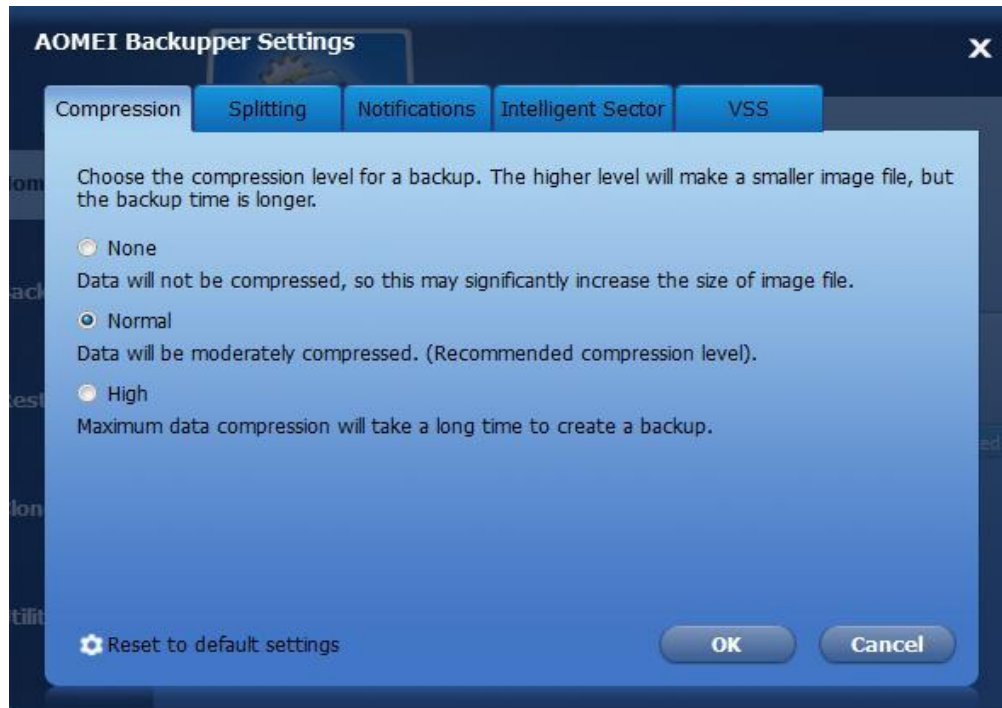 AOMEI Backupper Settings
X
Compression
Splitting
Notifications
Intelligent Sector
VSS
Choose the compression level for a backup. The higher level will make a smaller image file, but
the backup time is longer.
None
Data will not be compressed, so this may significantly increase the size of image file.
Normal
Data will be moderately compressed. (Recommended compression level).
High
Maximum data compression will take a long time to create a backup.
Reset to default settings
OK
Cancel